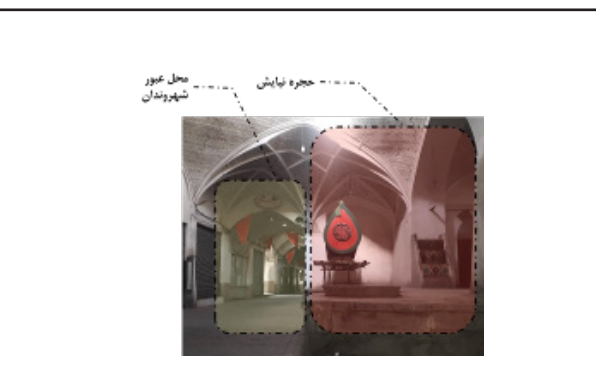 محل عبور
شهروندان
حجره نیایش